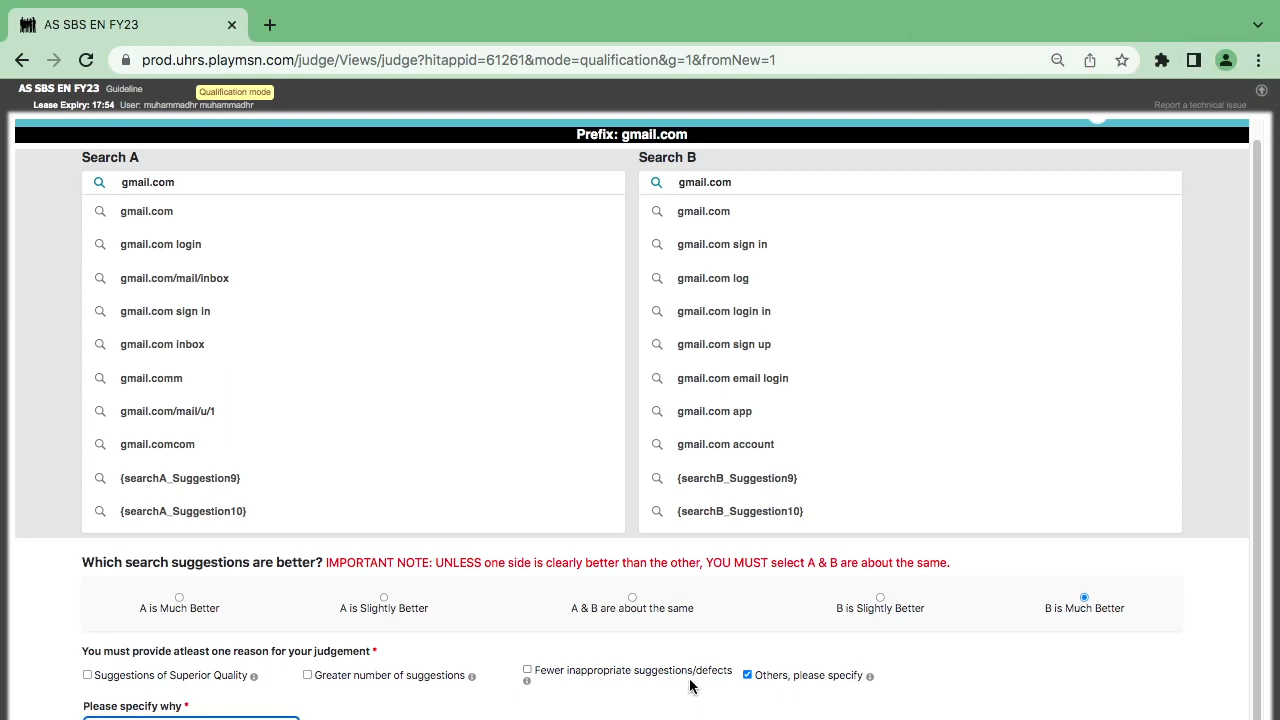 AS SBS EN FY23
prod.uhrs.playmsn.com/judge/Views/judge?hitappid=61261&mode=qualification&g=1&fromNew=1
AS SBS EN FY23 Guideline Qualification mode
Lease Expiry: 17:54 User: muhammadhr muhammadhr Report a technical issue
Prefix: gmail.com
Search A
gmail.com
gmail.com
gmail.com login
gmail.com/mail/inbox
gmail.com sign in
gmail.com inbox
gmail.comm
gmail.com/mail/u/1
gmail.comcom
{searchA_Suggestion9}
{searchA_Suggestion10}
Search B
gmail.com
gmail.com
gmail.com sign in
gmail.com log
gmail.com login in
gmail.com sign up
gmail.com email login
gmail.com app
gmail.com account
{searchB_Suggestion9}
{searchB_Suggestion10}
Which search suggestions are better? IMPORTANT NOTE: UNLESS one side is clearly better than the other, YOU MUST select A & B are about the same.
A is Much Better A is Slightly Better A & B are about the same B is Slightly Better B is Much Better
You must provide atleast one reason for your judgement *
Suggestions of Superior Quality Greater number of suggestions Fewer inappropriate suggestions/defects Others, please specify
Please specify why *